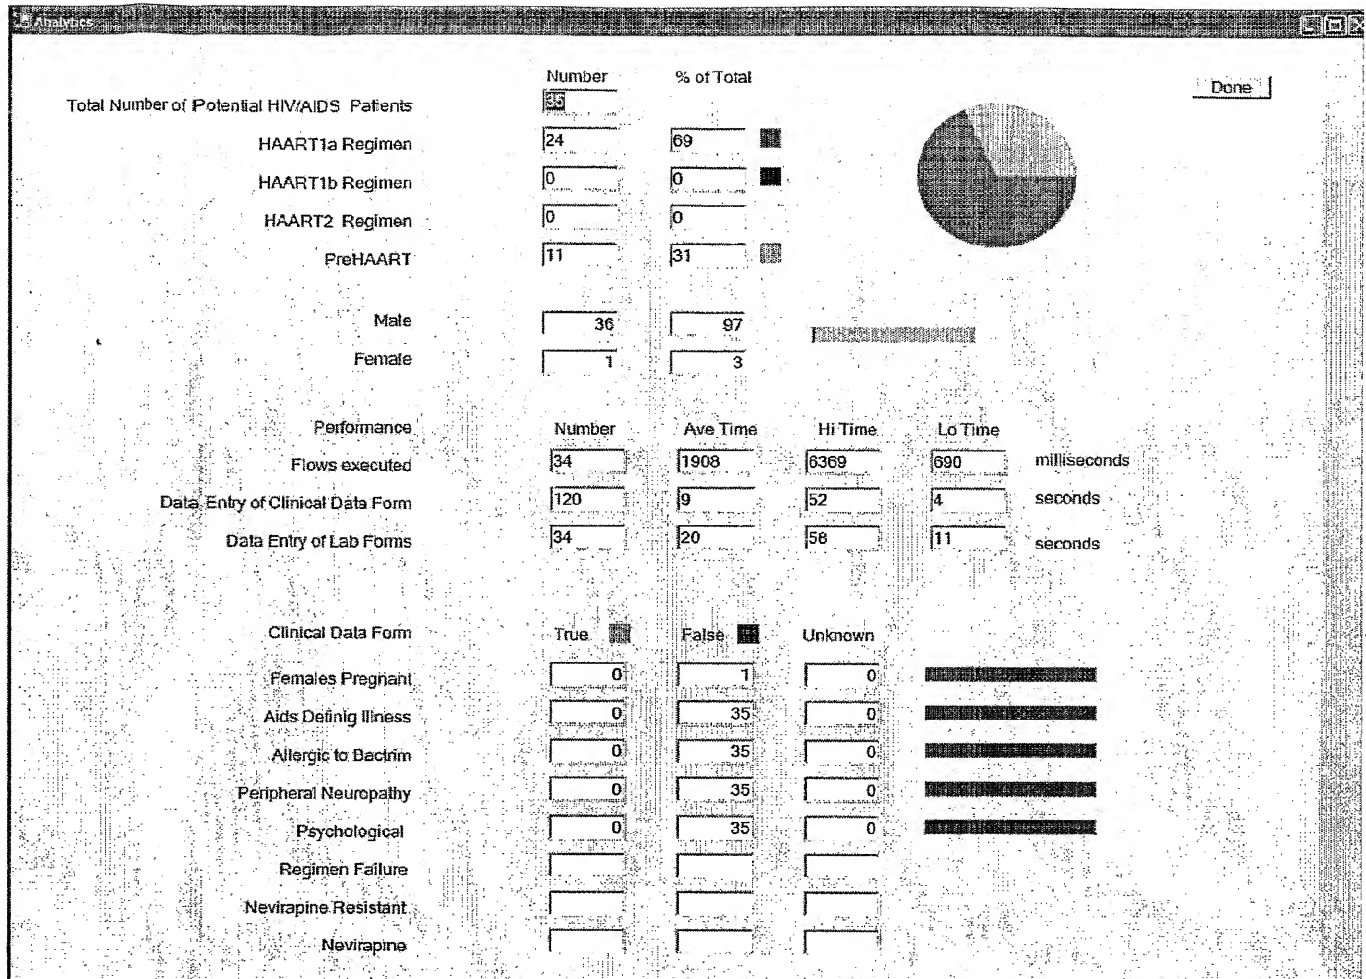 Analytics
Number % of Total
Done
Total Number of Potential HIV/AIDS Patients 35
HAART1a Regimen 24 69
HAART1b Regimen 0 0
HAART2 Regimen 0 0
PreHAART 11 31
Male 36 97
Female 1 3
Performance Number Ave Time Hi Time Lo Time
Flows executed 34 1908 6369 690 milliseconds
Data Entry of Clinical Data Form 120 9 52 4 seconds
Data Entry of Lab Forms 34 20 58 11 seconds
Clinical Data Form True False Unknown
Females Pregnant 0 1 0
Aids Definig Illness 0 35 0
Allergic to Bactrim 0 35 0
Peripheral Neuropathy 0 35 0
Psychological 0 35 0
Regimen Failure
Nevirapine Resistant
Nevirapine